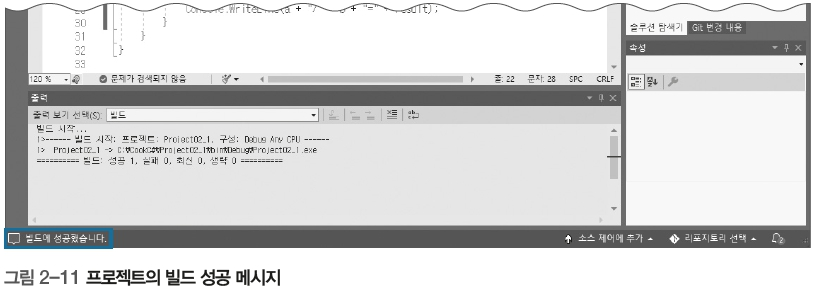 Console.WriteLine(a + "/"
"=" + result);
30
}
31
}
32
}
33
솔루션 탐색기 Git 변경 내용
속성
120 %
문제가 검색되지 않음
줄: 22 문자: 28 SPC CRLF
출력
출력 보기 선택(S): 빌드
빌드 시작...
1>------ 빌드 시작: 프로젝트: Project02_1, 구성: Debug Any CPU ------
1> Project02_1 -> C:\CookC#\Project02_1\bin\Debug\Project02_1.exe
========== 빌드: 성공 1, 실패 0, 최신 0, 생략 0 ==========
빌드에 성공했습니다.
소스 제어에 추가
리포지토리 선택
2
그림 2-11 프로젝트의 빌드 성공 메시지